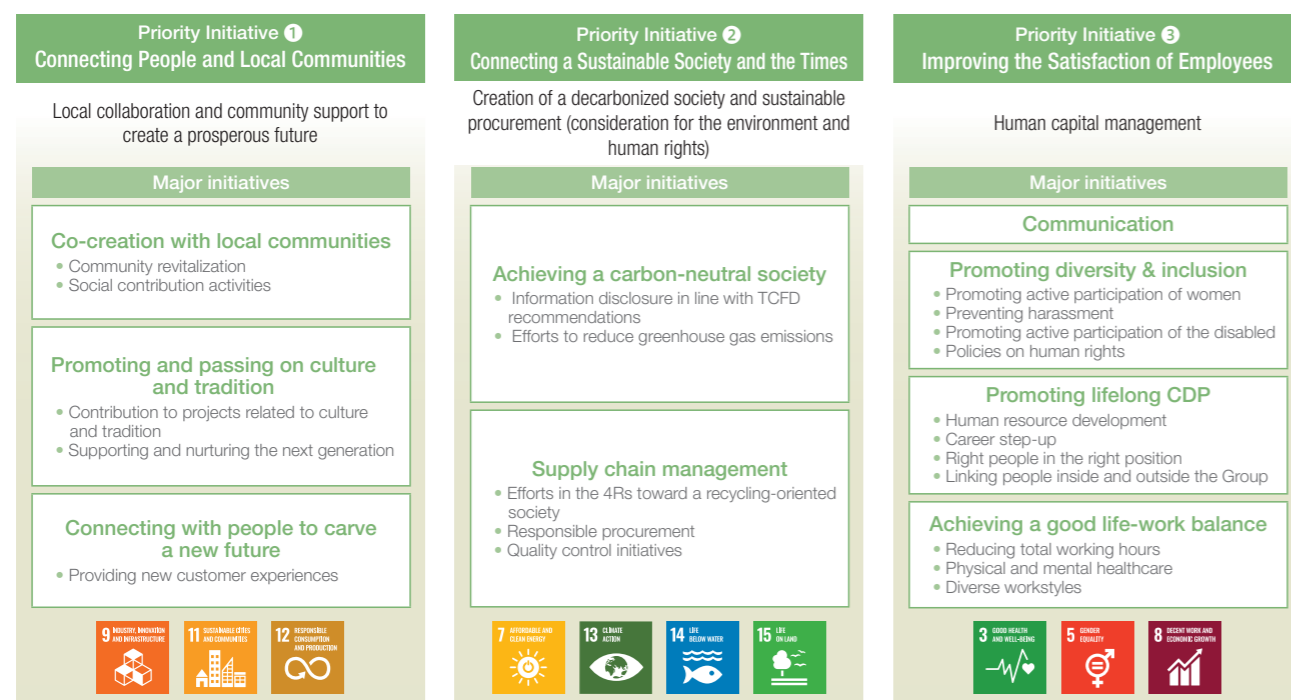 Priority Initiative ❶
Connecting People and Local Communities
Local collaboration and community support to
create a prosperous future
Major initiatives
Co-creation with local communities
• Community revitalization
• Social contribution activities
Promoting and passing on culture
and tradition
• Contribution to projects related to culture
and tradition
• Supporting and nurturing the next generation
Connecting with people to carve
a new future
• Providing new customer experiences
9 INDUSTRY, INNOVATION
AND INFRASTRUCTURE
11 SUSTAINABLE CITIES
AND COMMUNITIES
12 RESPONSIBLE
CONSUMPTION
AND PRODUCTION
Priority Initiative ❷
Connecting a Sustainable Society and the Times
Creation of a decarbonized society and sustainable
procurement (consideration for the environment and
human rights)
Major initiatives
Achieving a carbon-neutral society
• Information disclosure in line with TCFD
recommendations
• Efforts to reduce greenhouse gas emissions
Supply chain management
• Efforts in the 4Rs toward a recycling-oriented
society
• Responsible procurement
• Quality control initiatives
7 AFFORDABLE AND
CLEAN ENERGY
13 CLIMATE
ACTION
14 LIFE
BELOW WATER
15 LIFE
ON LAND
Priority Initiative ❸
Improving the Satisfaction of Employees
Human capital management
Major initiatives
Communication
Promoting diversity & inclusion
• Promoting active participation of women
• Preventing harassment
• Promoting active participation of the disabled
• Policies on human rights
Promoting lifelong CDP
• Human resource development
• Career step-up
• Right people in the right position
• Linking people inside and outside the Group
Achieving a good life-work balance
• Reducing total working hours
• Physical and mental healthcare
• Diverse workstyles
3 GOOD HEALTH
AND WELL-BEING
5 GENDER
EQUALITY
8 DECENT WORK AND
ECONOMIC GROWTH